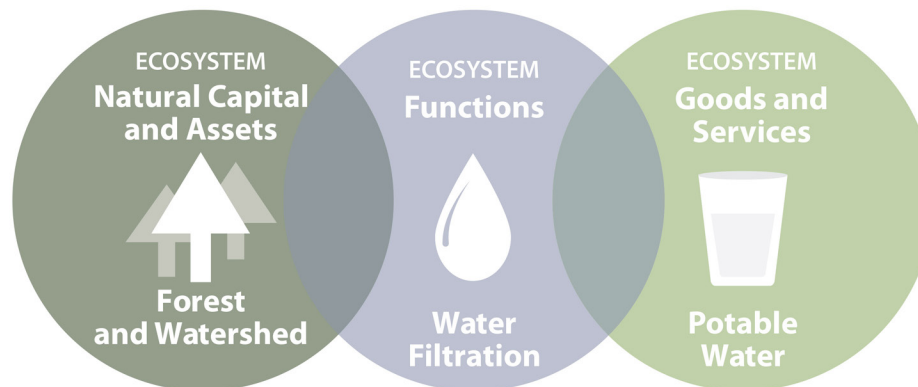 ECOSYSTEM
Natural Capital
and Assets
Forest
and Watershed
ECOSYSTEM
Functions
Water
Filtration
ECOSYSTEM
Goods and
Services
Potable
Water